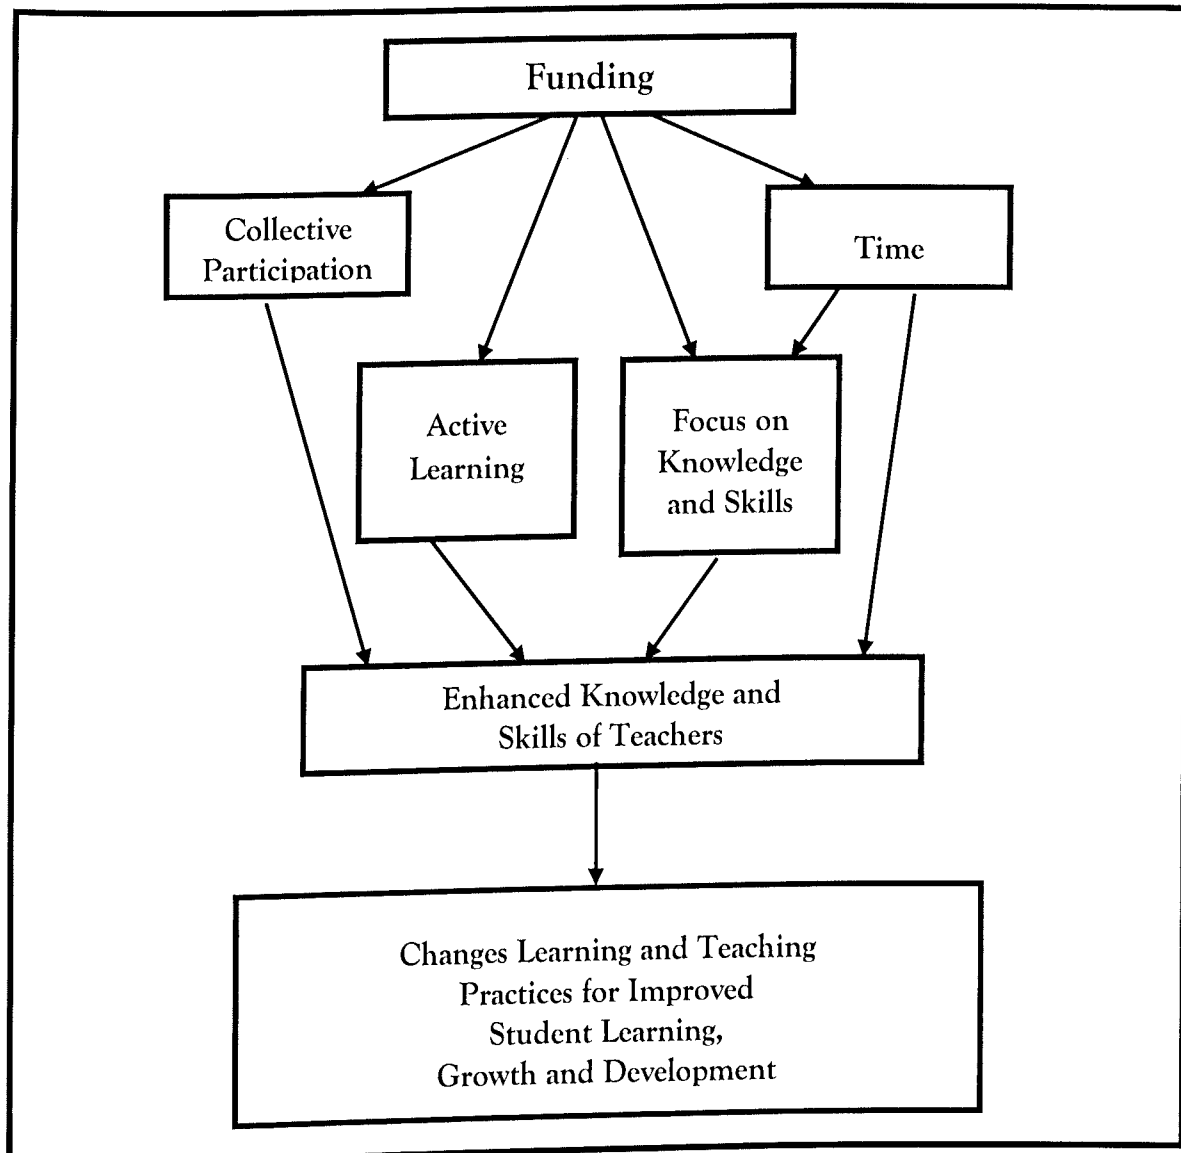 Funding
Collective
Participation
Time
Active
Learning
Focus on
Knowledge
and Skills
Enhanced Knowledge and
Skills of Teachers
Changes Learning and Teaching
Practices for Improved
Student Learning,
Growth and Development